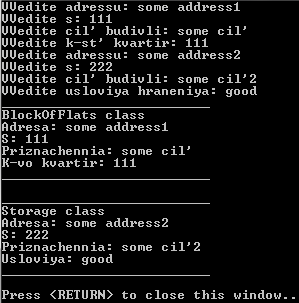 VVedite adressu: some address1
VVedite s: 111
VVedite cil' budivli: some cil'
VVedite k-st' kvartir: 111
VVedite adressu: some address2
VVedite s: 222
VVedite cil' budivli: some cil'2
VVedite usloviya hraneniya: good
BlockOfFlats class
Adresa: some address1
S: 111
Priznachennia: some cil'
K-vo kvartir: 111
Storage class
Adresa: some address2
S: 222
Priznachennia: some cil'2
Usloviya: good
Press <RETURN> to close this window..